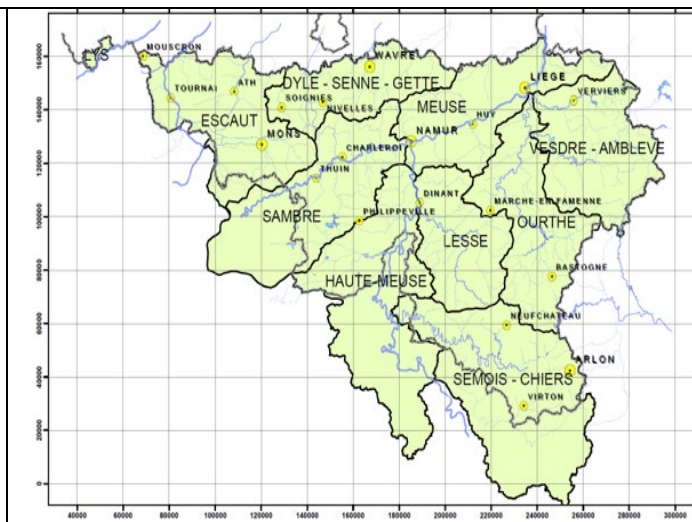 LYS
MOUSCRON
WAVRE
TOURNAI
ATH
DYLE - SENNE - GETTE
LIEGE
SOIGNIES
NIVELLES
MEUSE
VERVIERS
ESCAUT
HUY
MONS
NAMUR
VESDRE - AMBLEVE
CHARLEROI
THUIN
DINANT
SAMBRE
PHILIPPEVILLE
MARCHE-EN-FAMENNE
OURTHE
LESSE
HAUTE-MEUSE
BASTOGNE
NEUFCHATEAU
ARLON
SEMOIS - CHIERS
VIRTON
160000
140000
120000
100000
80000
60000
40000
20000
0
40000 60000 80000 100000 120000 140000 160000 180000 200000 220000 240000 260000 280000 300000